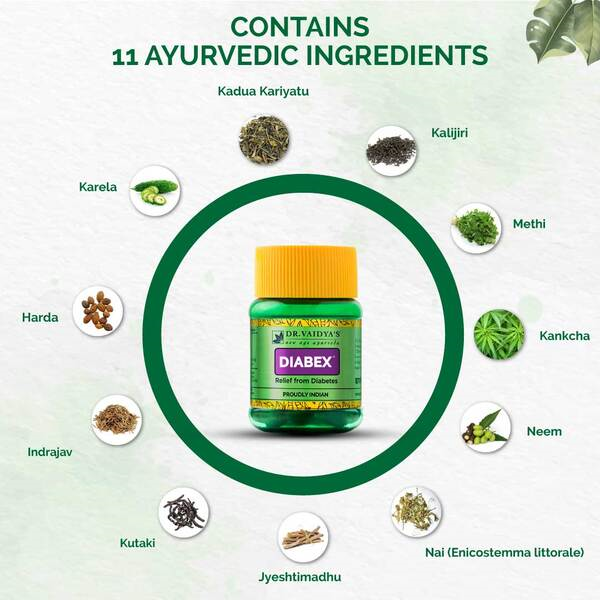 CONTAINS
11 AYURVEDIC INGREDIENTS
Kadua Kariyatu
Kalijiri
Karela
Methi
Harda
Kankcha
DR.VAIDYA'S
new age ayurveda
DIABEX
Relief from Diabetes
PROUDLY INDIAN
Neem
Indrajav
Kutaki
Nai (Enicostemma littorale)
Jyeshtimadhu